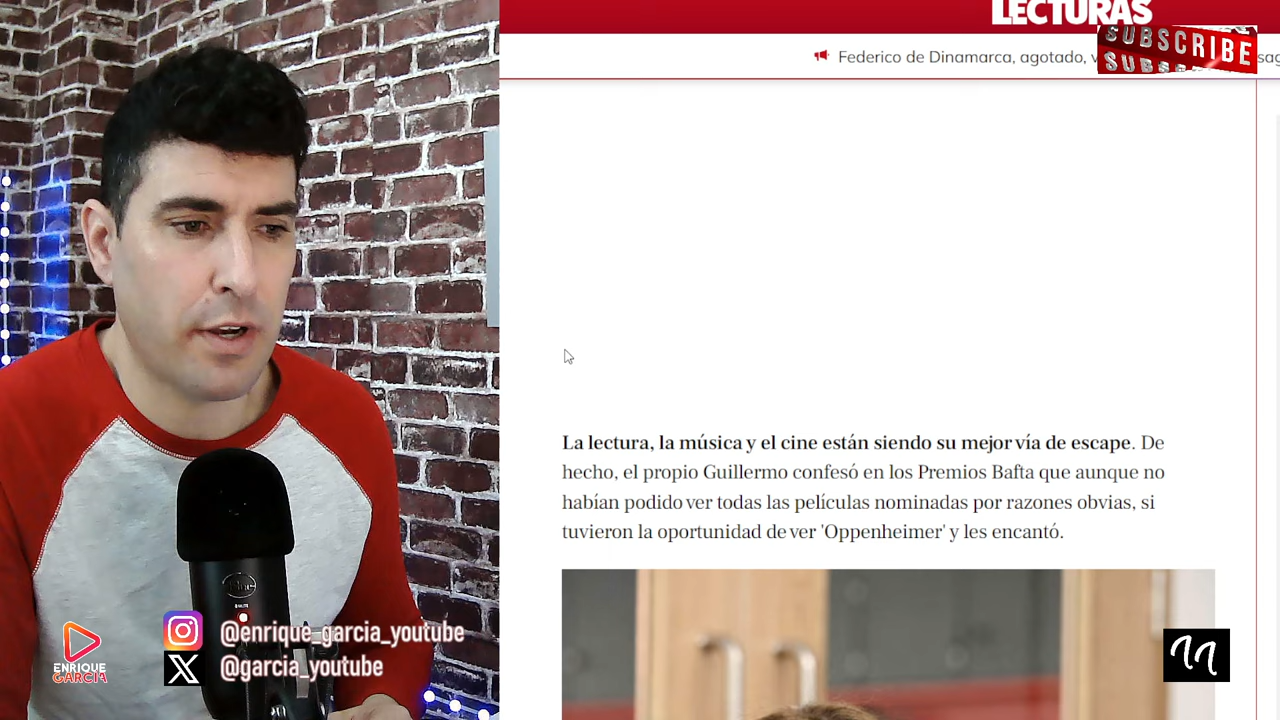 LECTURAS
SUBSCRIBE
SUBS
Federico de Dinamarca, agotado, v
La lectura, la música y el cine están siendo su mejor vía de escape. De
hecho, el propio Guillermo confesó en los Premios Bafta que aunque no
habían podido ver todas las películas nominadas por razones obvias, si
tuvieron la oportunidad de ver 'Oppenheimer' y les encantó.
@enrique_garcia_youtube
@garcia_youtube
ENRIQUE
GARCIA